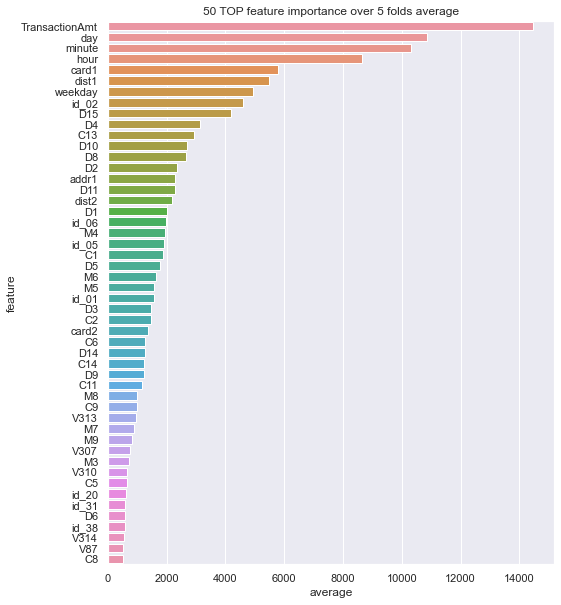 50 TOP feature importance over 5 folds average
TransactionAmt
day
minute
hour
card1
dist1
weekday
id_02
D15
D4
C13
D10
D8
D2
addr1
D11
dist2
D1
id_06
M4
id_05
C1
D5
M6
M5
id_01
D3
C2
card2
C6
D14
C14
D9
C11
M8
C9
V313
M7
M9
V307
M3
V310
C5
id_20
id_31
D6
id_38
V314
V87
C8
feature
0 2000 4000 6000 8000 10000 12000 14000
average